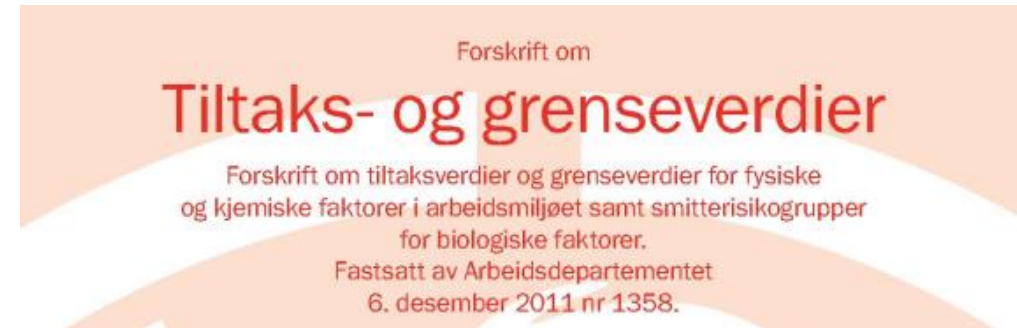 Forskrift om
Tiltaks- og grenseverdier
Forskrift om tiltaksverdier og grenseverdier for fysiske
og kjemiske faktorer i arbeidsmiljøet samt smitterisikogrupper
for biologiske faktorer.
Fastsatt av Arbeidsdepartementet
6. desember 2011 nr 1358.